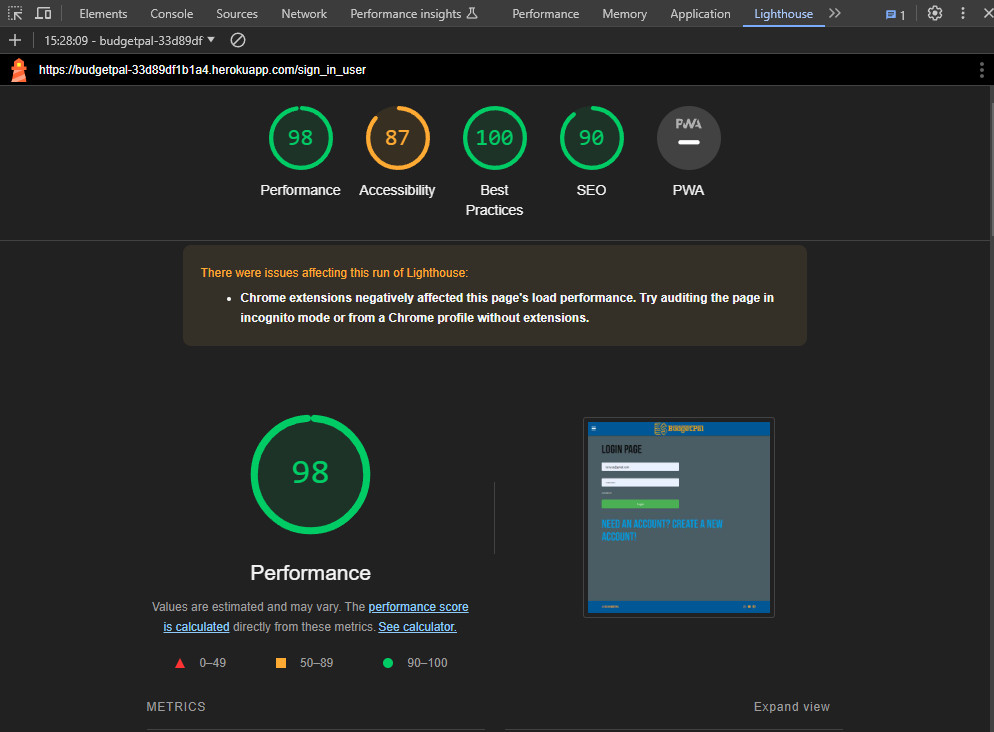 Elements Console Sources Network Performance insights Performance Memory Application Lighthouse 1
15:28:09 - budgetpal-33d89df
https://budgetpal-33d89df1b1a4.herokuapp.com/sign_in_user
98 87 100 90 PWA
Performance Accessibility Best Practices SEO PWA
There were issues affecting this run of Lighthouse:
Chrome extensions negatively affected this page's load performance. Try auditing the page in
incognito mode or from a Chrome profile without extensions.
98
Performance
Values are estimated and may vary. The performance score
is calculated directly from these metrics. See calculator.
0–49 50–89 90–100
BUDGETPAL
LOGIN PAGE
NEED AN ACCOUNT? CREATE A NEW
ACCOUNT!
METRICS
Expand view